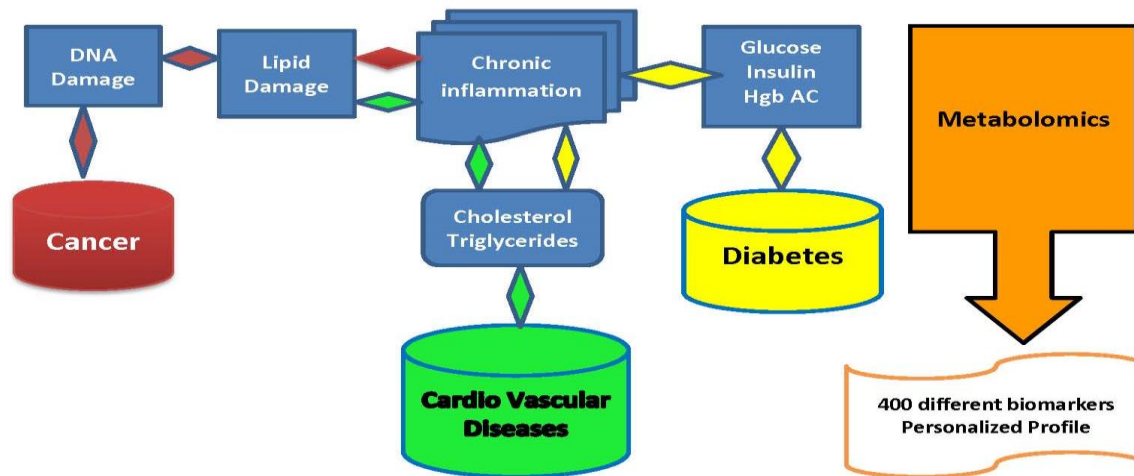 DNA
Damage
Lipid
Damage
Chronic
inflammation
Glucose
Insulin
Hgb AC
Metabolomics
Cancer
Cholesterol
Triglycerides
Diabetes
Cardio Vascular
Diseases
400 different biomarkers
Personalized Profile